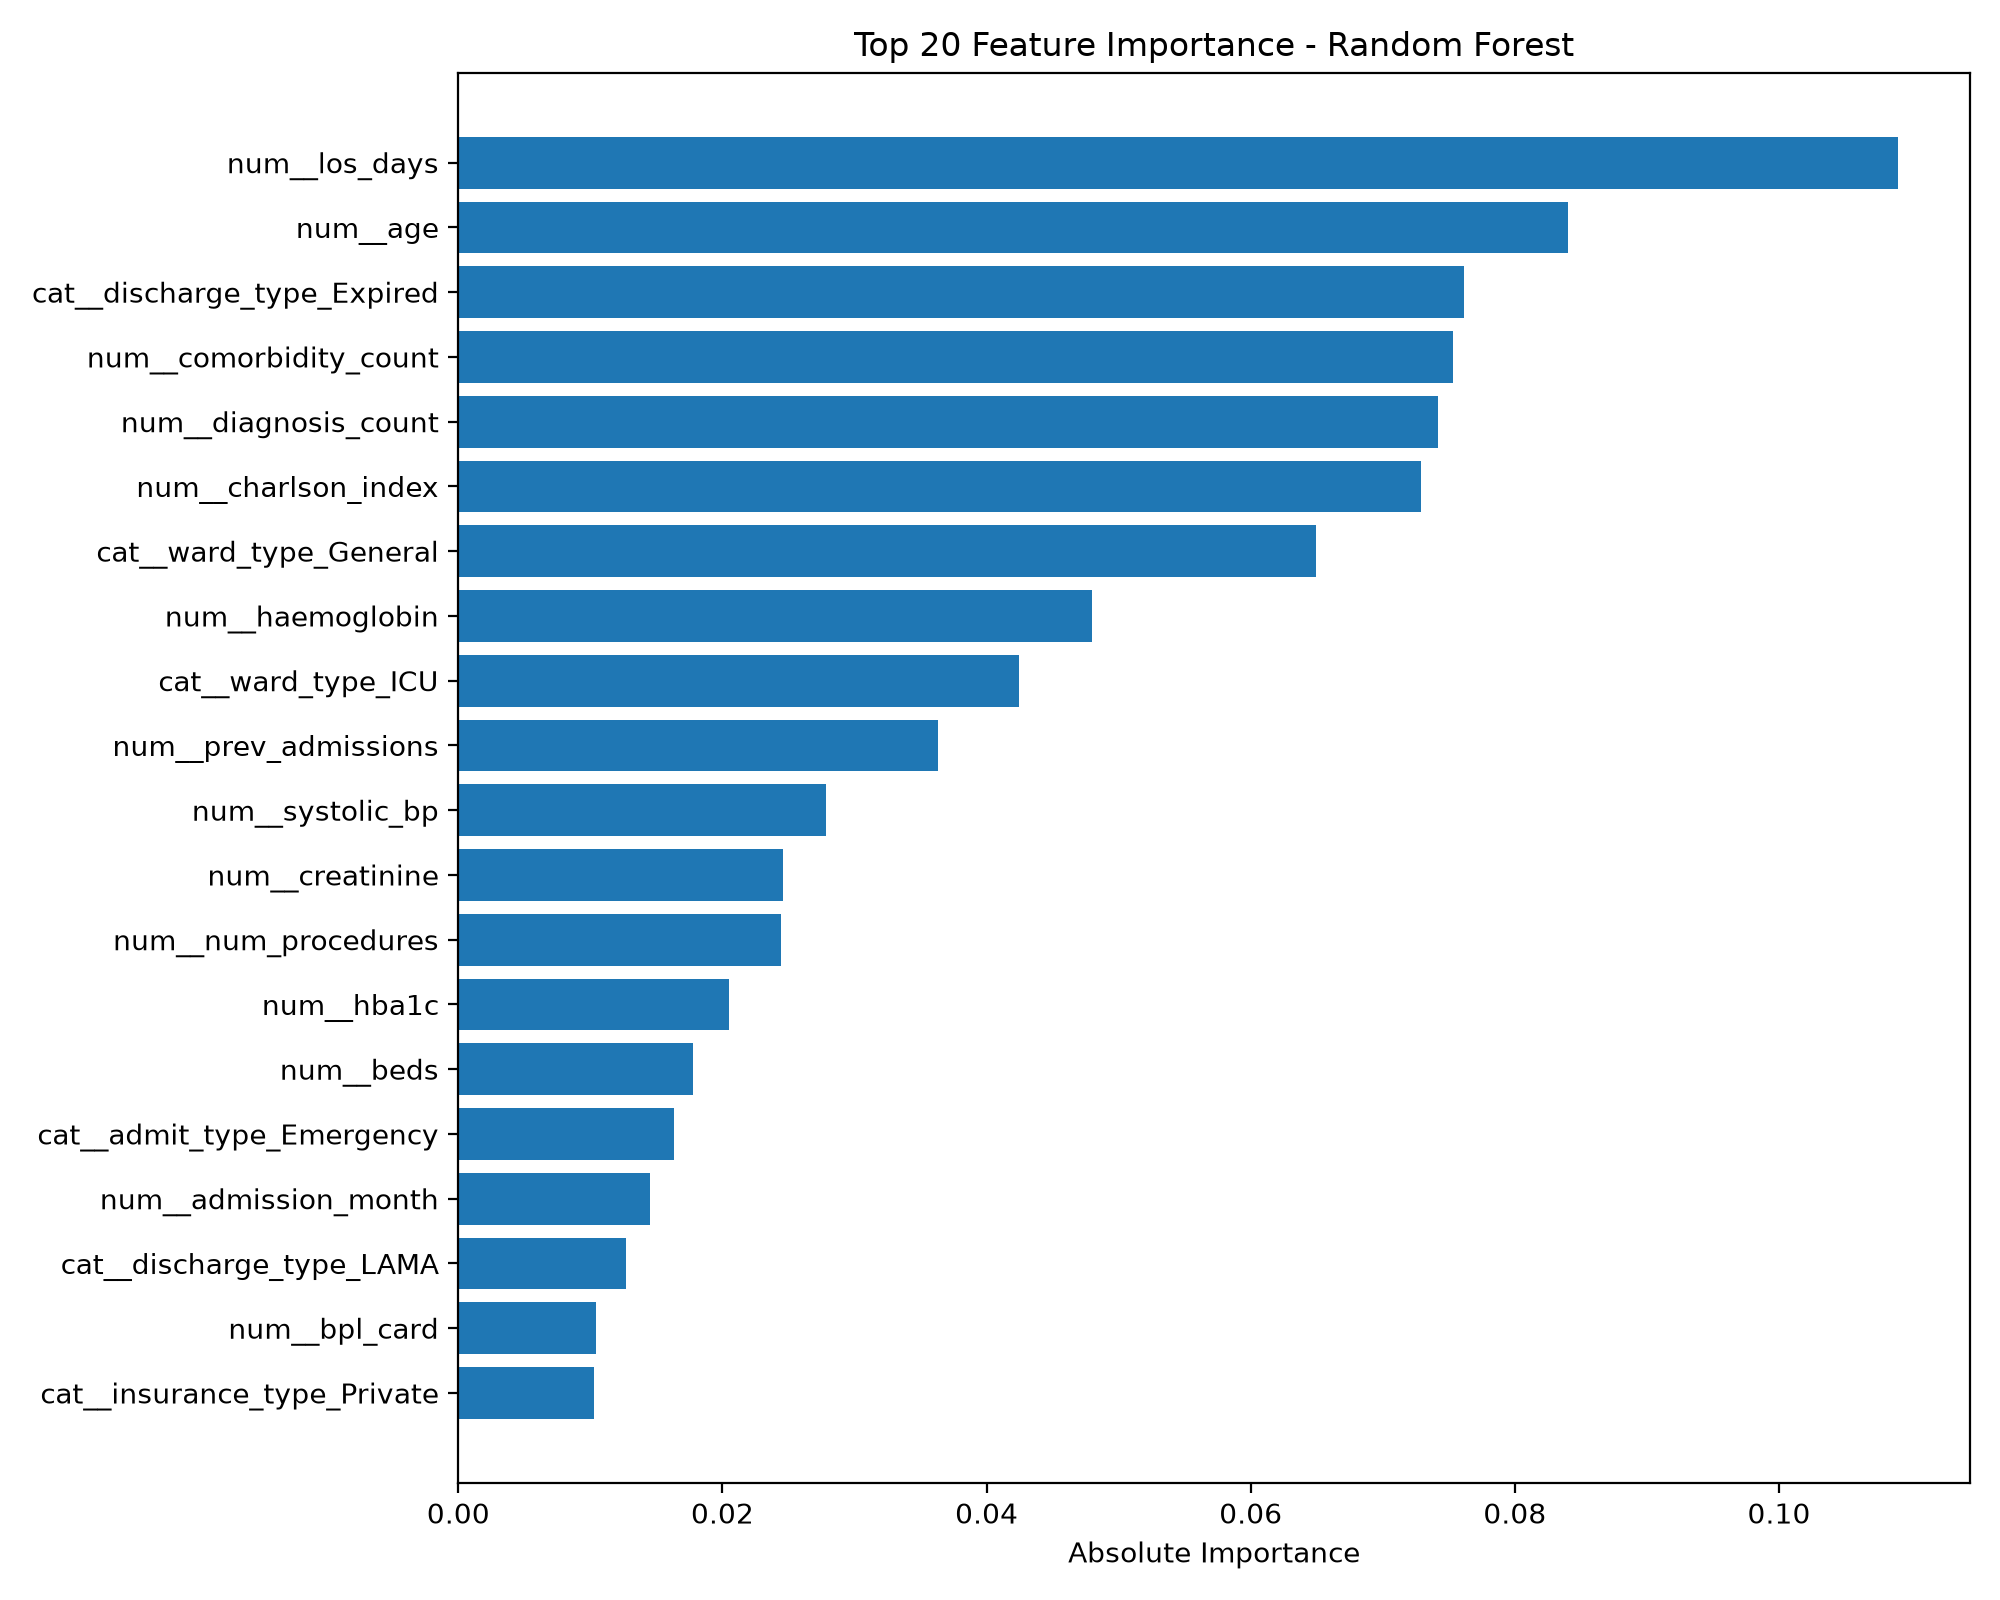 Top 20 Feature Importance - Random Forest
num__los_days
num__age
cat__discharge_type_Expired
num__comorbidity_count
num__diagnosis_count
num__charlson_index
cat__ward_type_General
num__haemoglobin
cat__ward_type_ICU
num__prev_admissions
num__systolic_bp
num__creatinine
num__num_procedures
num__hba1c
num__beds
cat__admit_type_Emergency
num__admission_month
cat__discharge_type_LAMA
num__bpl_card
cat__insurance_type_Private
0.00 0.02 0.04 0.06 0.08 0.10
Absolute Importance